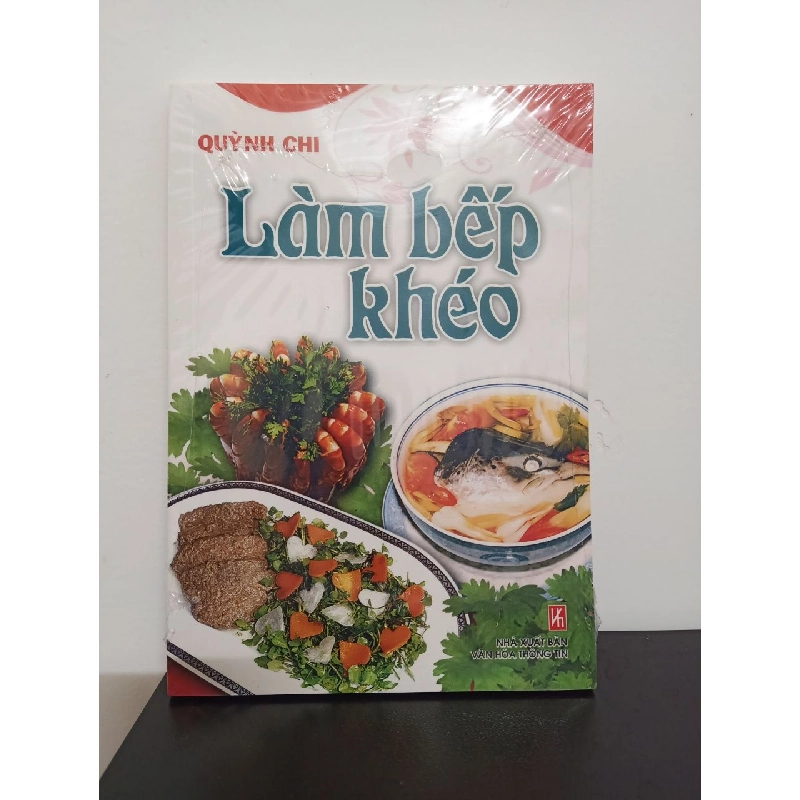 QUỲNH CHI
Làm bếp
khéo
NHÀ XUẤT BẢN
VĂN HÓA THÔNG TIN